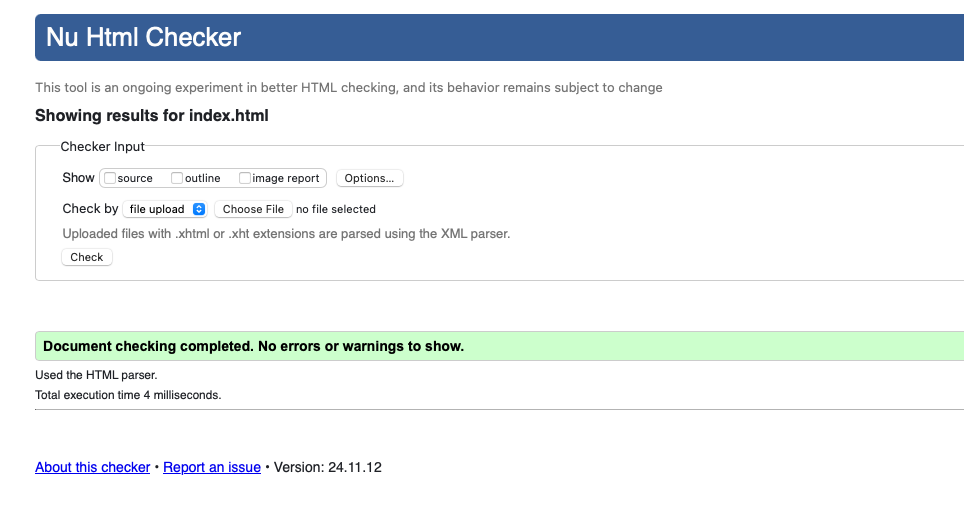 Nu Html Checker
This tool is an ongoing experiment in better HTML checking, and its behavior remains subject to change
Showing results for index.html
Checker Input
Show source outline image report Options...
Check by file upload Choose File no file selected
Uploaded files with .xhtml or .xht extensions are parsed using the XML parser.
Check
Document checking completed. No errors or warnings to show.
Used the HTML parser.
Total execution time 4 milliseconds.
About this checker • Report an issue • Version: 24.11.12